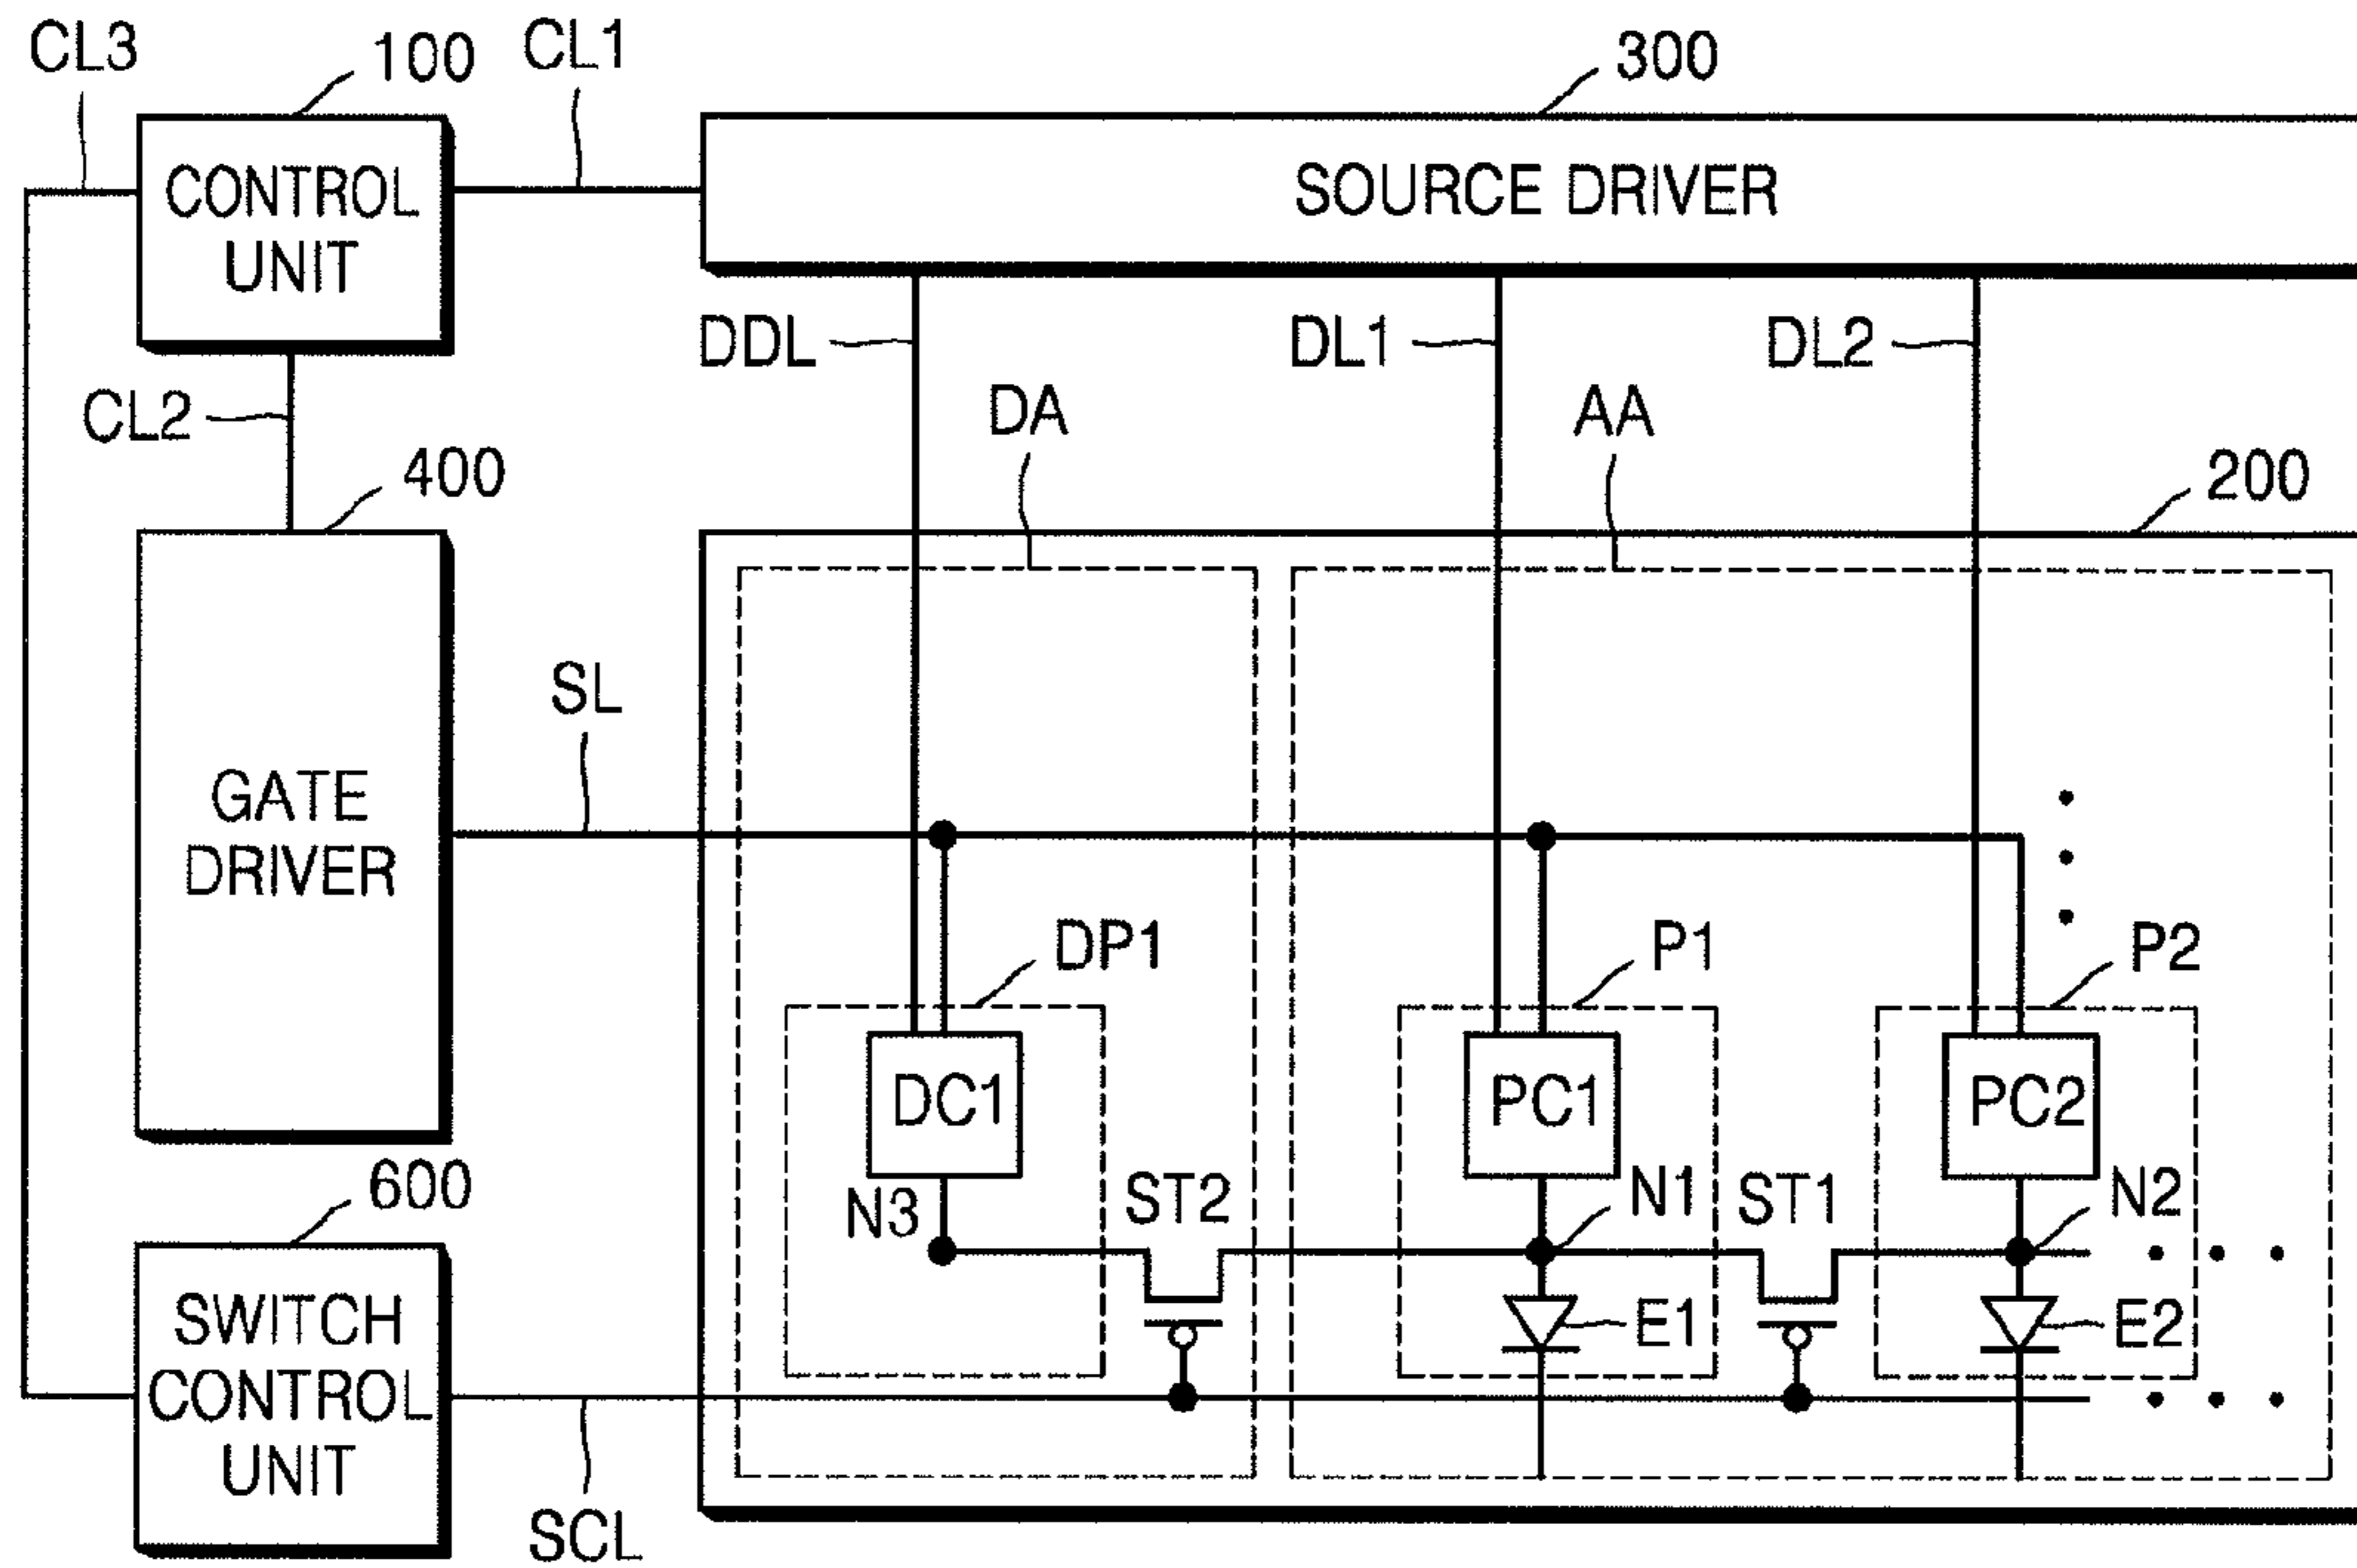 CL3
100
CL1
300
CONTROL
UNIT
SOURCE DRIVER
DDL
DL1
DL2
CL2
DA
AA
400
200
SL
GATE
DRIVER
DP1
P1
P2
DC1
PC1
PC2
600
N3
ST2
N1
ST1
N2
SWITCH
CONTROL
UNIT
E1
E2
SCL